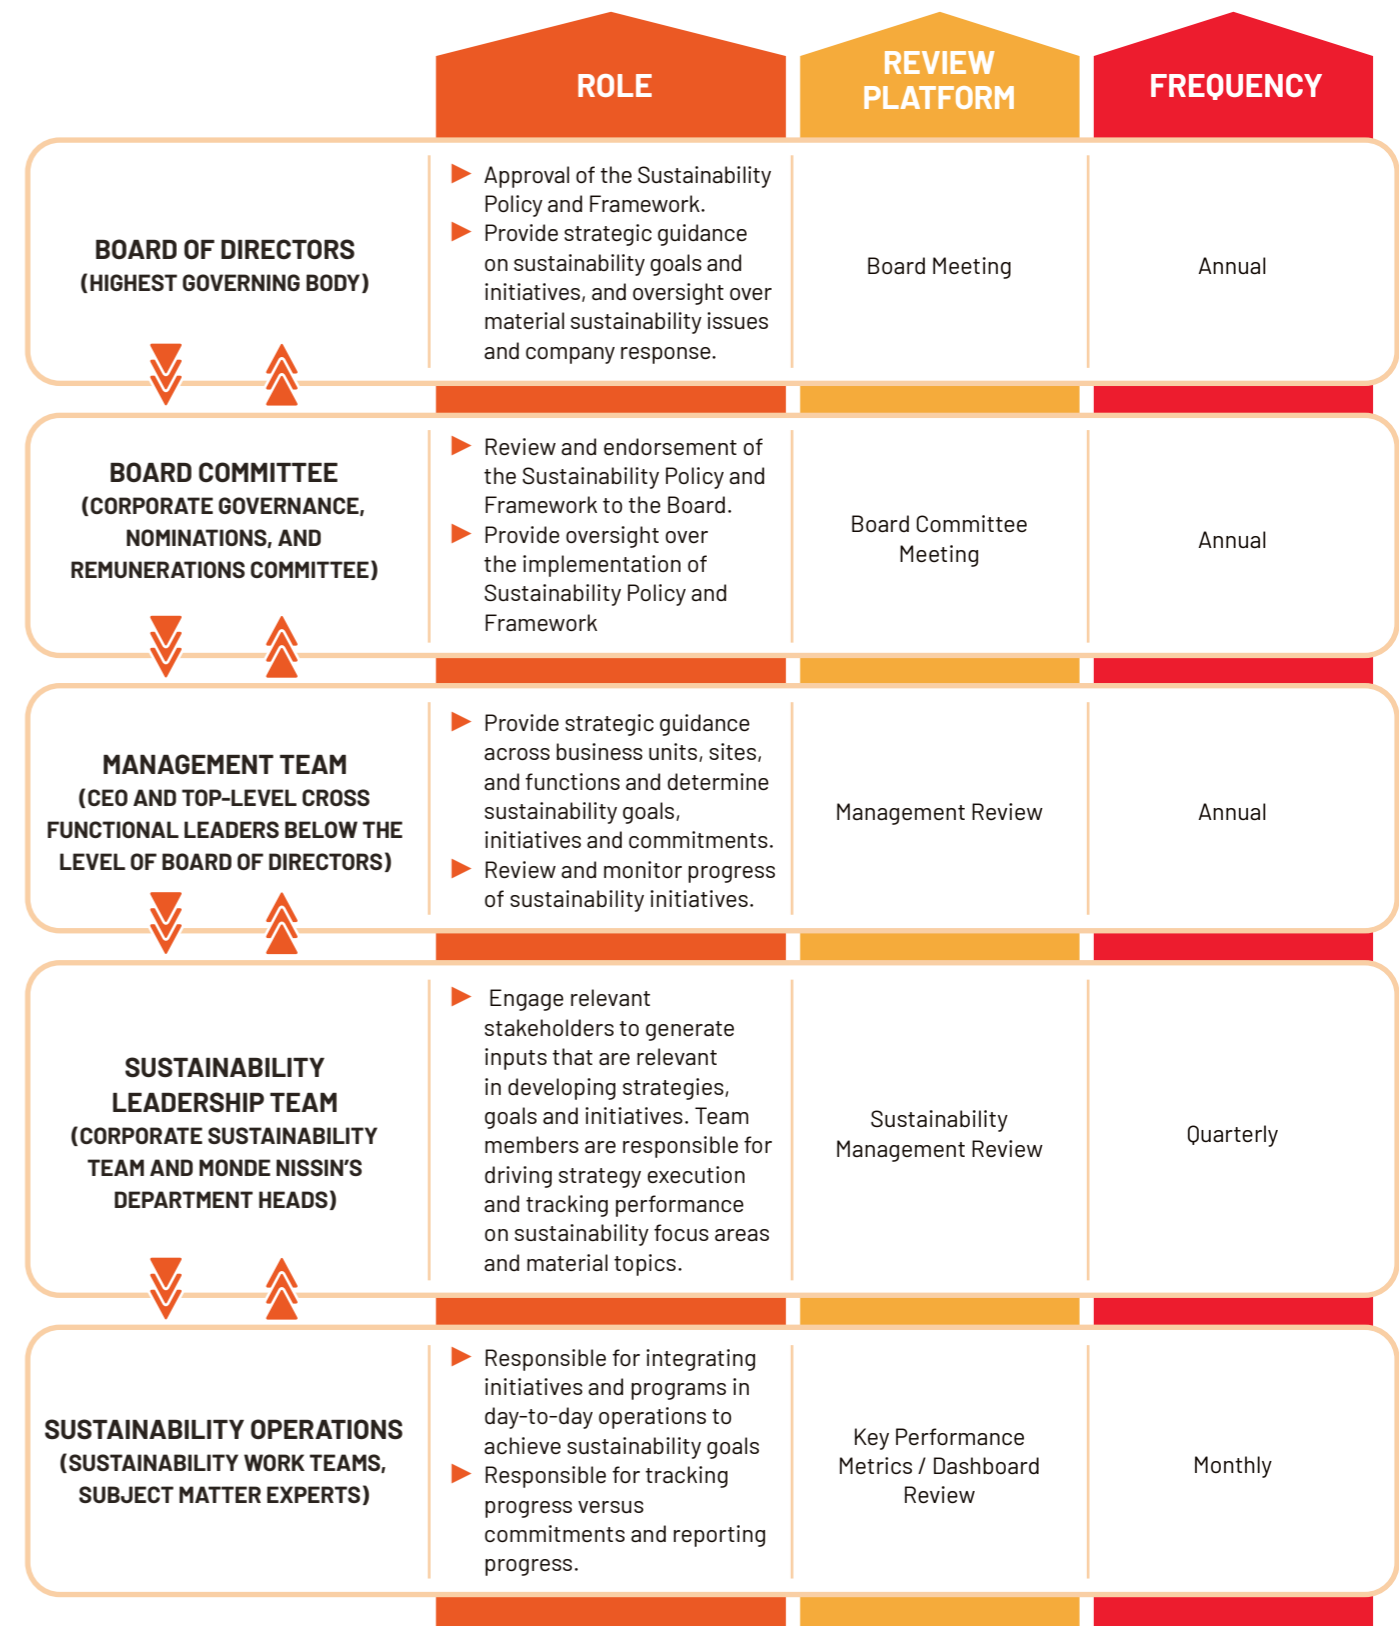 ROLE
REVIEW
PLATFORM
FREQUENCY
BOARD OF DIRECTORS
(HIGHEST GOVERNING BODY)
Approval of the Sustainability
Policy and Framework.
Provide strategic guidance
on sustainability goals and
initiatives, and oversight over
material sustainability issues
and company response.
Board Meeting
Annual
BOARD COMMITTEE
(CORPORATE GOVERNANCE,
NOMINATIONS, AND
REMUNERATIONS COMMITTEE)
Review and endorsement of
the Sustainability Policy and
Framework to the Board.
Provide oversight over
the implementation of
Sustainability Policy and
Framework
Board Committee
Meeting
Annual
MANAGEMENT TEAM
(CEO AND TOP-LEVEL CROSS
FUNCTIONAL LEADERS BELOW THE
LEVEL OF BOARD OF DIRECTORS)
Provide strategic guidance
across business units, sites,
and functions and determine
sustainability goals,
initiatives and commitments.
Review and monitor progress
of sustainability initiatives.
Management Review
Annual
SUSTAINABILITY
LEADERSHIP TEAM
(CORPORATE SUSTAINABILITY
TEAM AND MONDE NISSIN'S
DEPARTMENT HEADS)
Engage relevant
stakeholders to generate
inputs that are relevant
in developing strategies,
goals and initiatives. Team
members are responsible for
driving strategy execution
and tracking performance
on sustainability focus areas
and material topics.
Sustainability
Management Review
Quarterly
SUSTAINABILITY OPERATIONS
(SUSTAINABILITY WORK TEAMS,
SUBJECT MATTER EXPERTS)
Responsible for integrating
initiatives and programs in
day-to-day operations to
achieve sustainability goals
Responsible for tracking
progress versus
commitments and reporting
progress.
Key Performance
Metrics / Dashboard
Review
Monthly